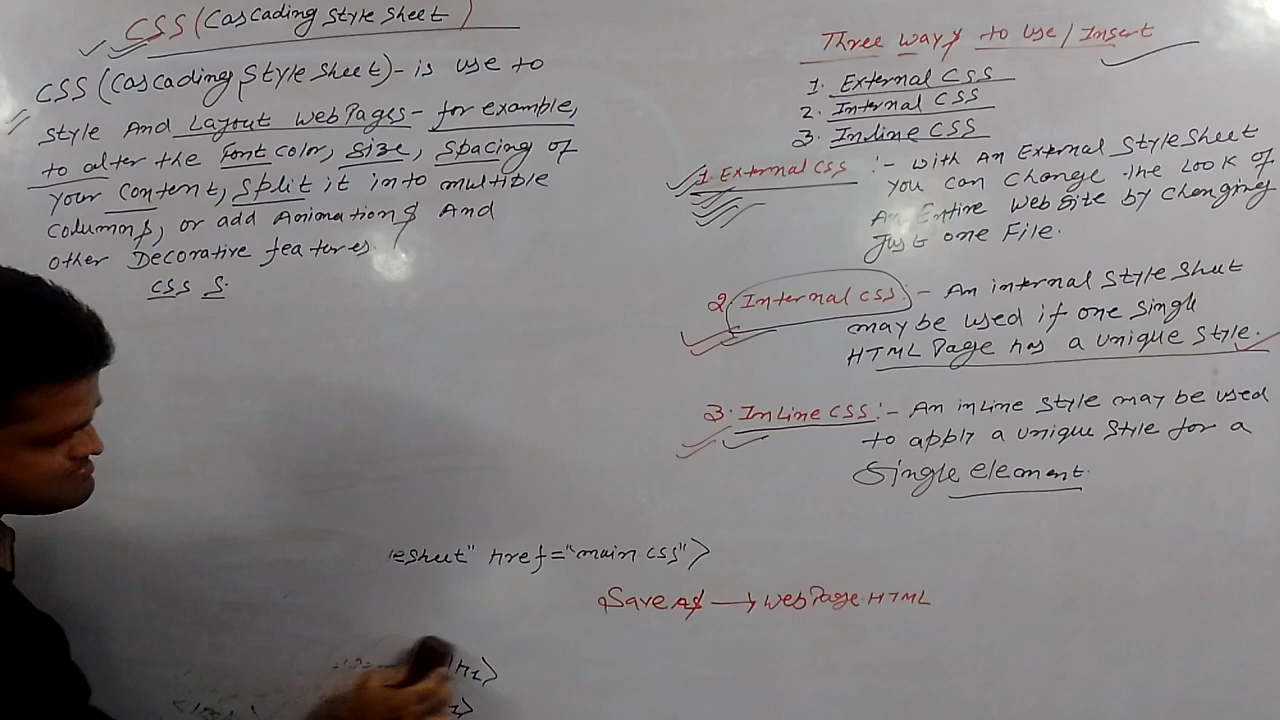 CSS (Cascading Style Sheet)
CSS (Cascading Style Sheet) - is use to
style And Layout webPages - for example,
to alter the Font color, Size, Spacing of
your Content, Split it into multiple
Columns, or add Animations And
other Decorative features.
CSS S.
Three ways to use / Insert
1. External CSS
2. Internal CSS
3. Inline CSS
1. External CSS :- with An External StyleSheet
you can change the Look of
An Entire Website by Changing
Just one File.
2. Internal CSS :- An internal Style Sheet
may be used if one single
HTML Page has a unique Style.
3. InLine CSS :- An inline Style may be used
to apply a unique Style for a
Single element.
esheet" href="main css">
Save As → webPage HTML
h1>